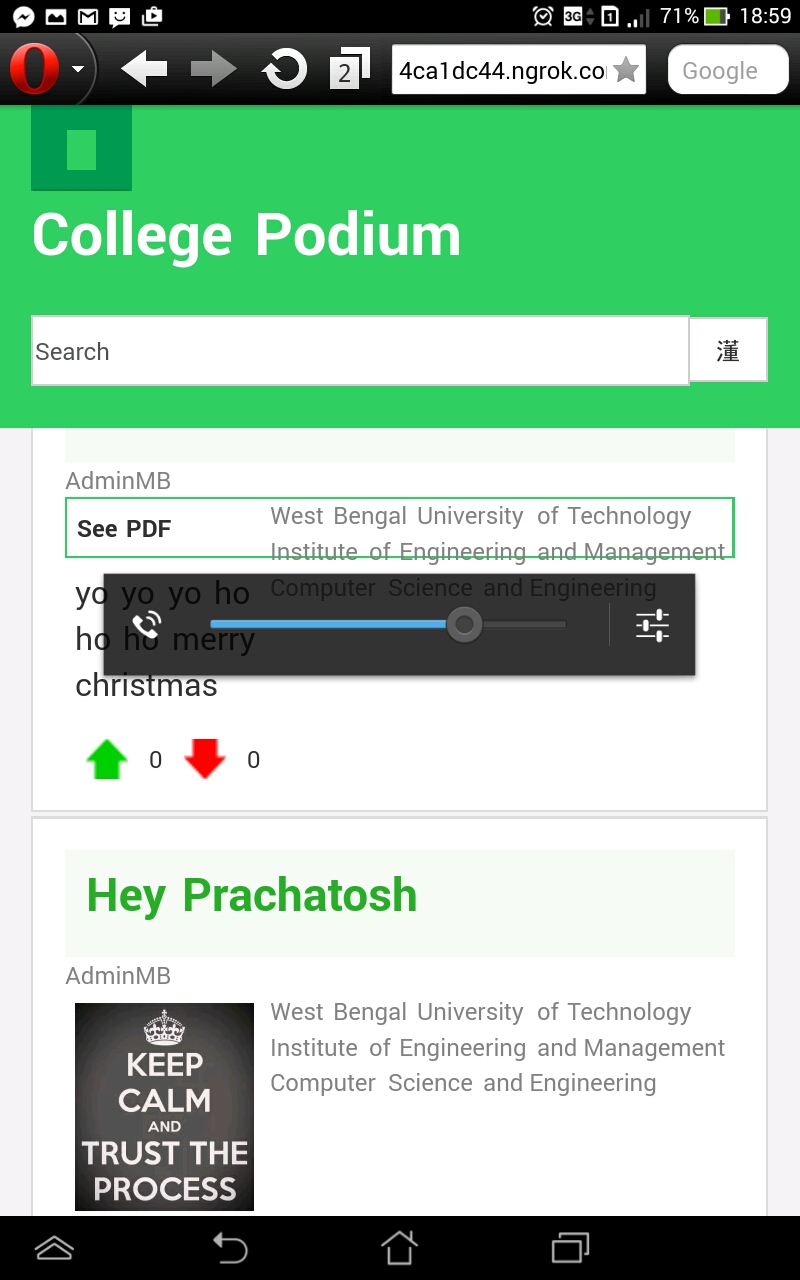 3G 1 71% 18:59
2 4ca1dc44.ngrok.co Google
College Podium
Search 漌
AdminMB
See PDF
West Bengal University of Technology
Institute of Engineering and Management
Computer Science and Engineering
yo yo yo ho
ho ho merry
christmas
0 0
Hey Prachatosh
AdminMB
West Bengal University of Technology
Institute of Engineering and Management
Computer Science and Engineering
KEEP
CALM
AND
TRUST THE
PROCESS